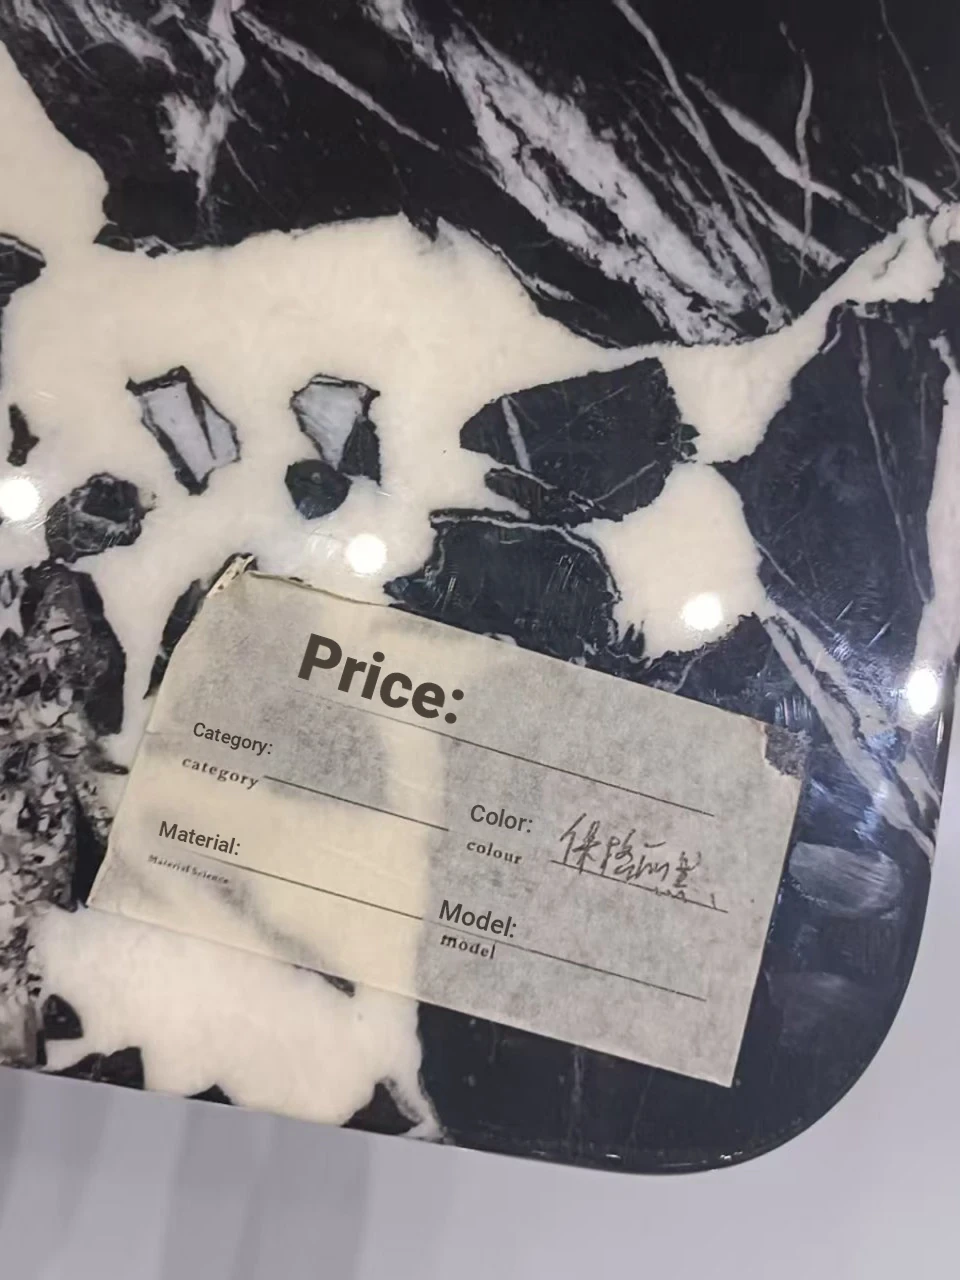 Price:
Category:
category
Color:
colour
Material:
Material Science
Model:
model